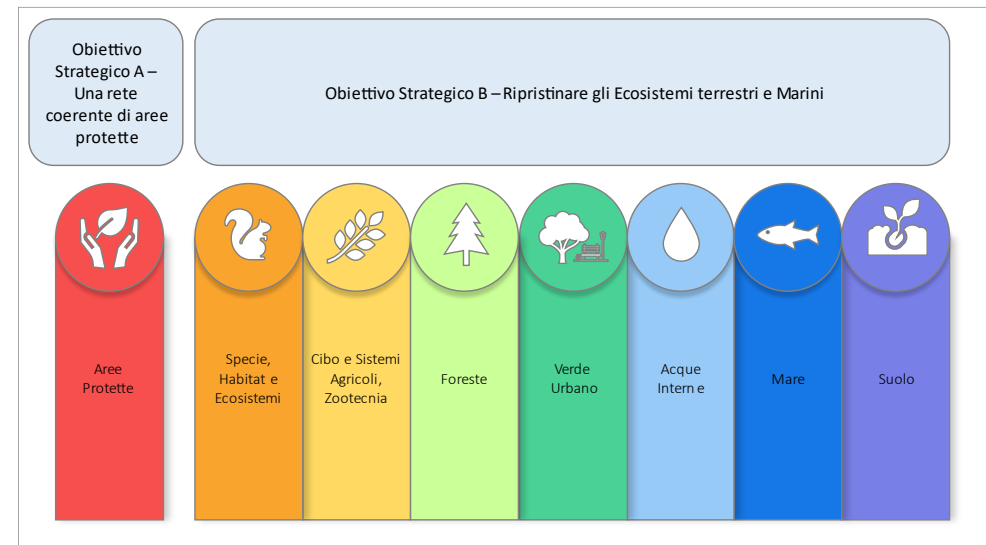 Obiettivo
Strategico A –
Una rete
coerente di aree
protette
Obiettivo Strategico B – Ripristinare gli Ecosistemi terrestri e Marini
Aree
Protette
Specie,
Habitat e
Ecosistemi
Cibo e Sistemi
Agricoli,
Zootecnia
Foreste
Verde
Urbano
Acque
Interne
Mare
Suolo